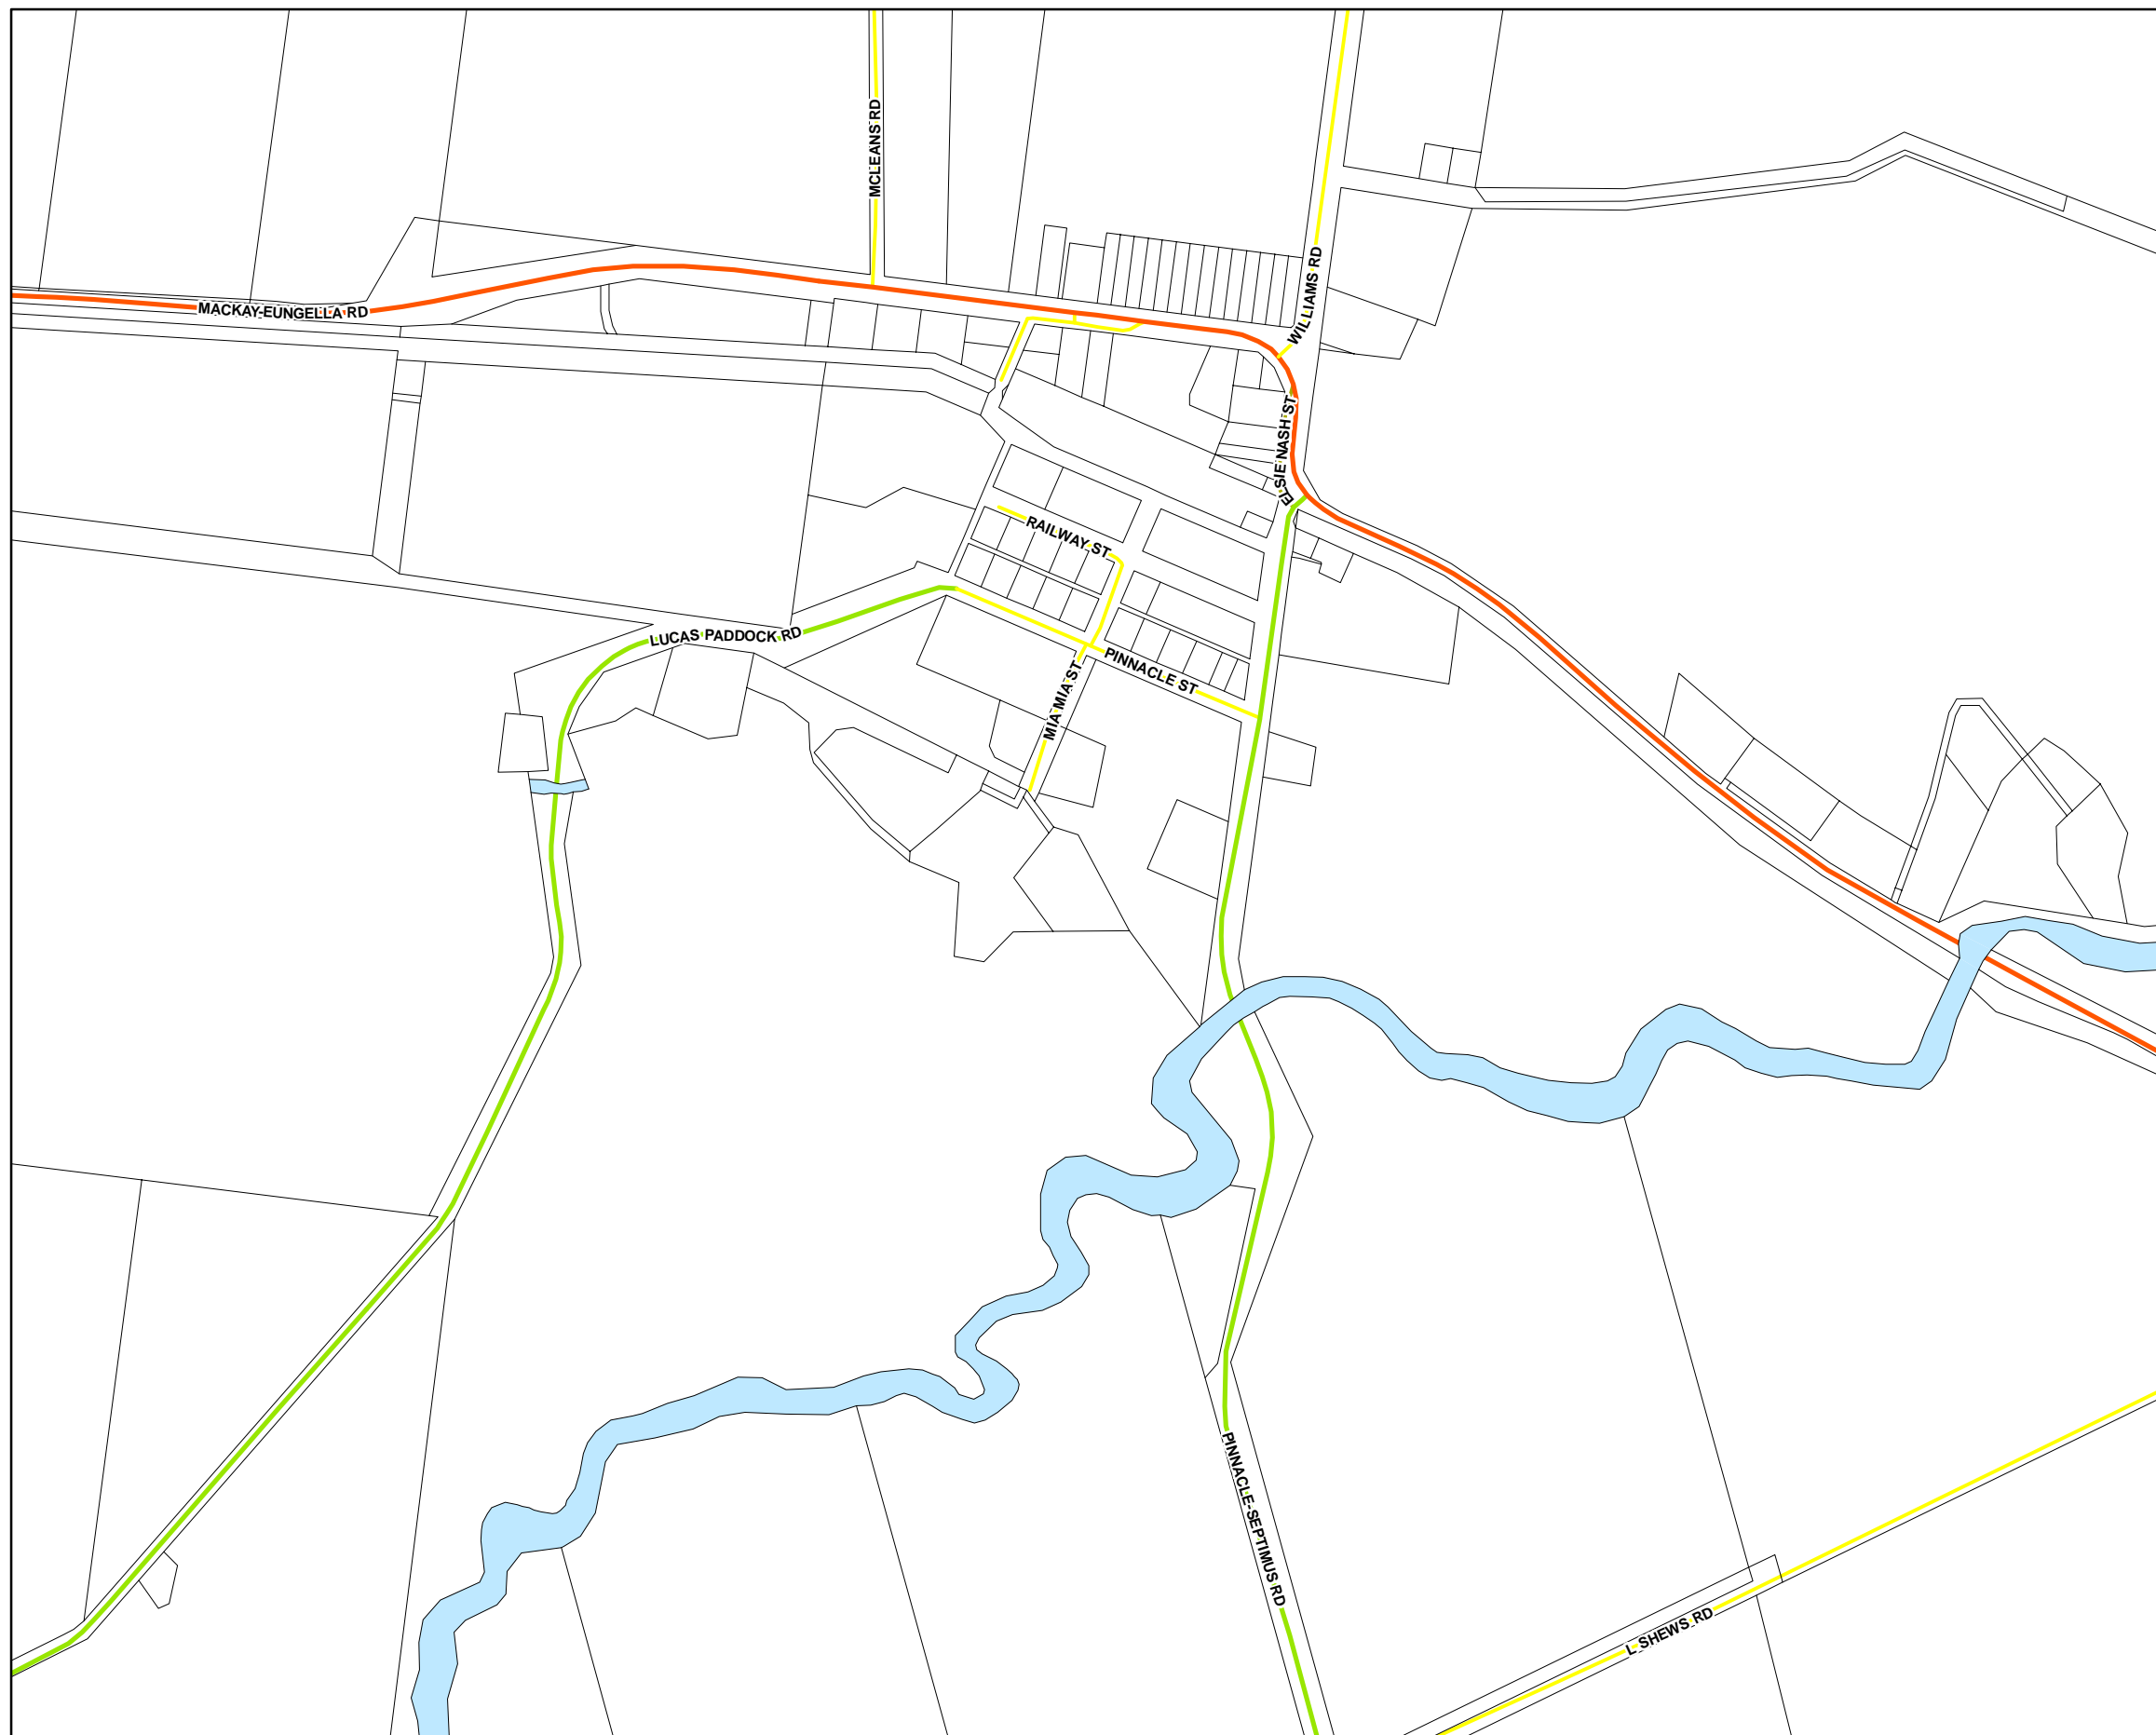 MCLEANS RD
WILLIAMS RD
MACKAY-EUNGELLA RD
ELSIE NASH ST
RAILWAY ST
LUCAS PADDOCK RD
PINNACLE ST
MIA MIA ST
PINNACLE-SEPTIMUS RD
L SHEWS RD